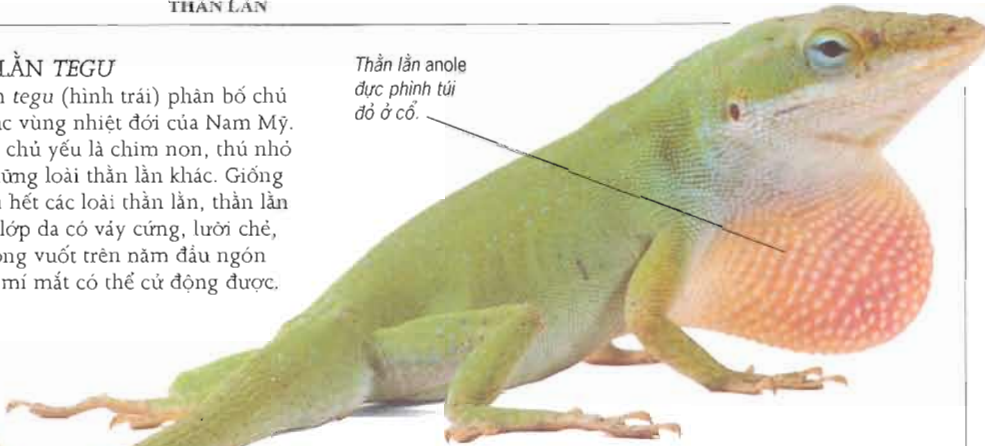 THẰN LẰN
LẰN TEGU
tegu (hình trái) phân bố chủ
vùng nhiệt đới của Nam Mỹ.
chủ yếu là chim non, thú nhỏ
loài thằn lằn khác. Giống
hết các loài thằn lằn, thằn lằn
lớp da có vảy cứng, lưỡi chẻ,
vuốt trên năm đầu ngón
mí mắt có thể cử động được.
Thằn lằn anole
đực phình túi
đỏ ở cổ.